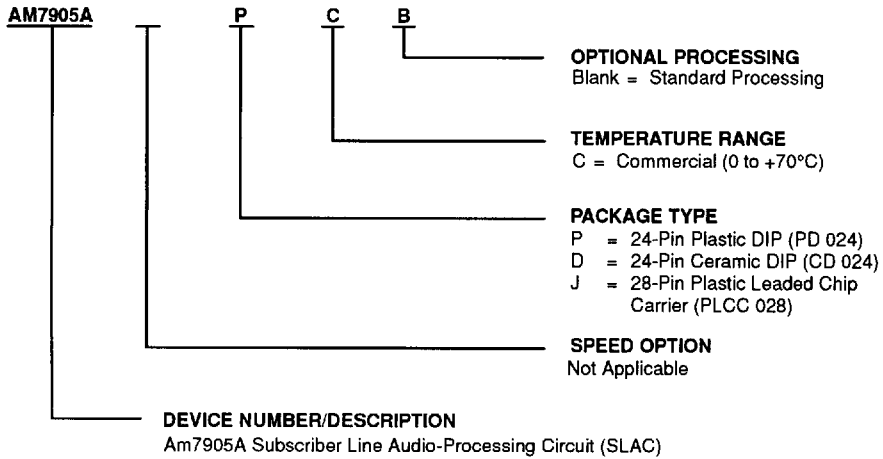 AM7905A P C B
OPTIONAL PROCESSING
Blank = Standard Processing
TEMPERATURE RANGE
C = Commercial (0 to +70°C)
PACKAGE TYPE
P = 24-Pin Plastic DIP (PD 024)
D = 24-Pin Ceramic DIP (CD 024)
J = 28-Pin Plastic Leaded Chip
Carrier (PLCC 028)
SPEED OPTION
Not Applicable
DEVICE NUMBER/DESCRIPTION
Am7905A Subscriber Line Audio-Processing Circuit (SLAC)